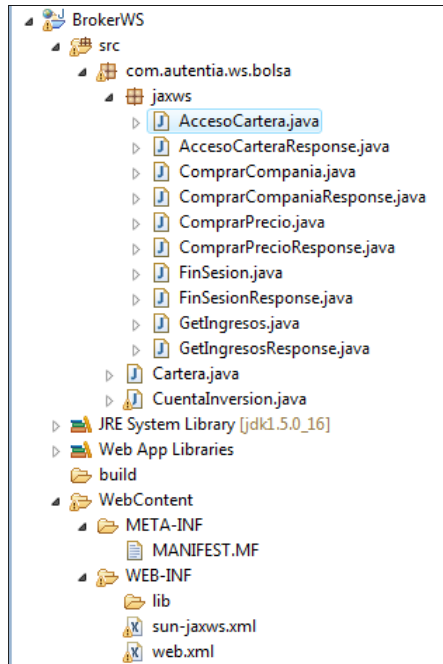 BrokerWS
src
com.autentia.ws.bolsa
jaxws
AccesoCartera.java
AccesoCarteraResponse.java
ComprarCompania.java
ComprarCompaniaResponse.java
ComprarPrecio.java
ComprarPrecioResponse.java
FinSesion.java
FinSesionResponse.java
GetIngresos.java
GetIngresosResponse.java
Cartera.java
CuentaInversion.java
JRE System Library [jdk1.5.0_16]
Web App Libraries
build
WebContent
META-INF
MANIFEST.MF
WEB-INF
lib
sun-jaxws.xml
web.xml